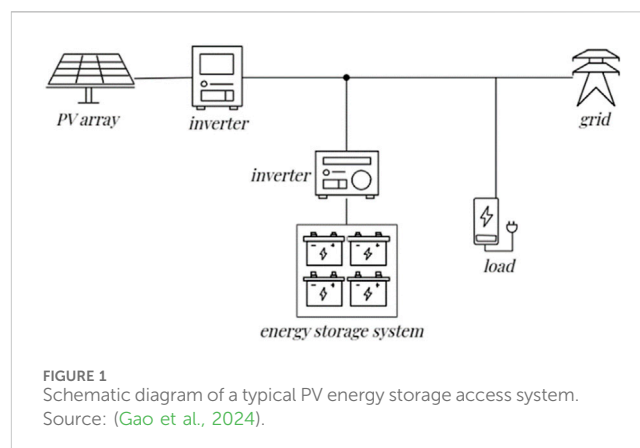 PV array
inverter
grid
inverter
load
energy storage system
FIGURE 1
Schematic diagram of a typical PV energy storage access system.
Source: (Gao et al., 2024).